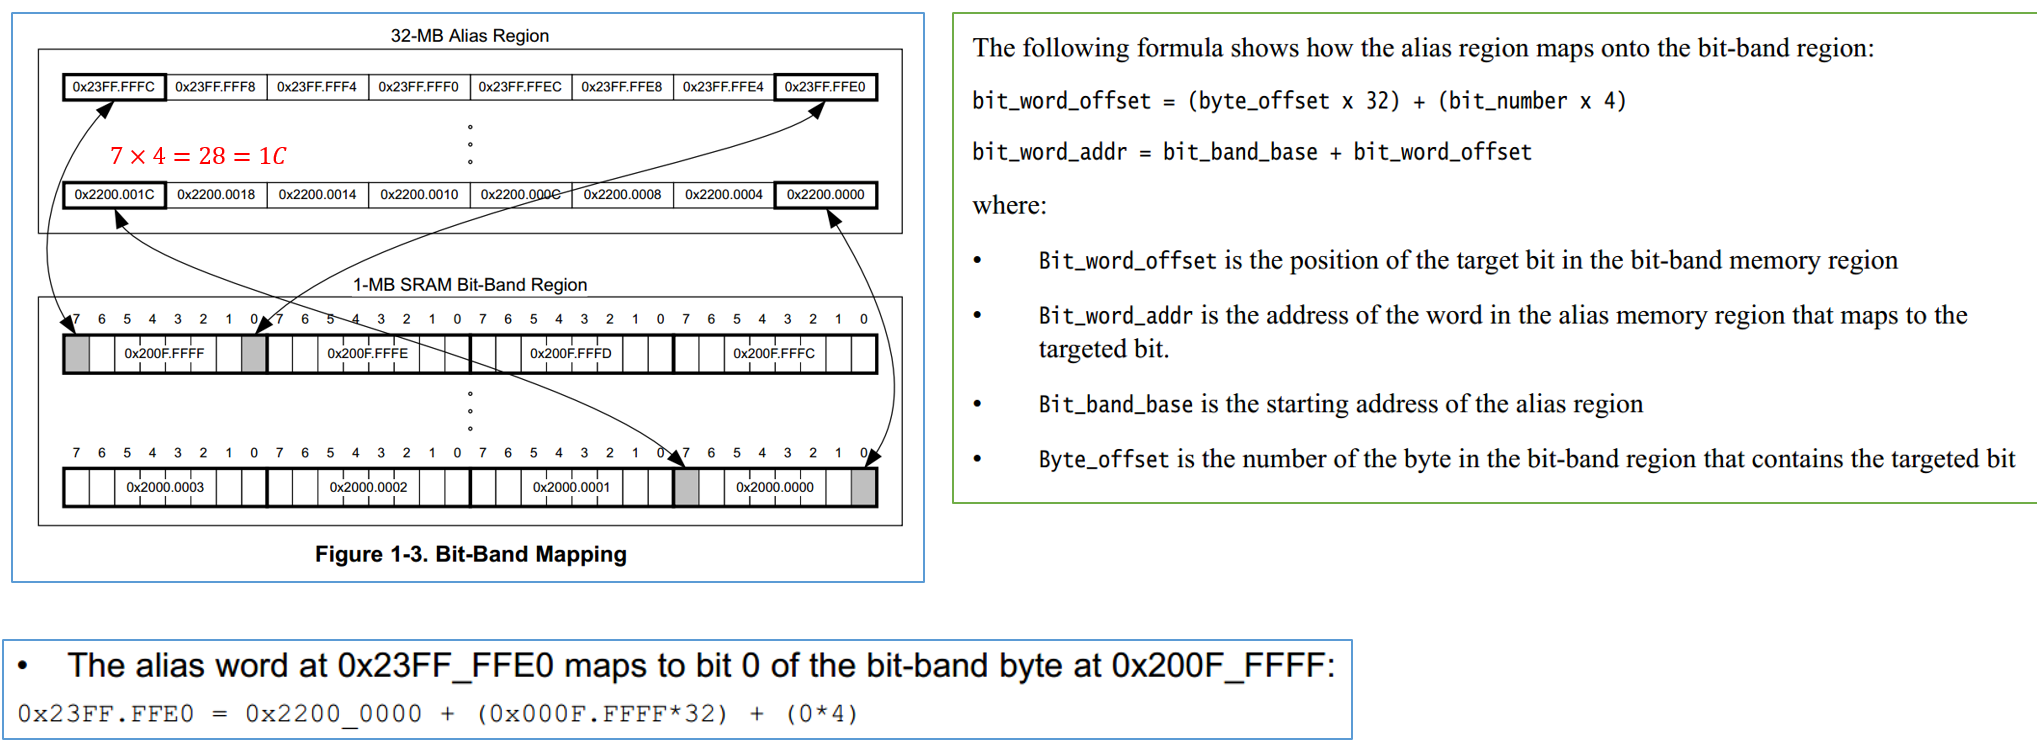 32-MB Alias Region
0x23FF.FFFC 0x23FF.FFF8 0x23FF.FFF4 0x23FF.FFF0 0x23FF.FFEC 0x23FF.FFE8 0x23FF.FFE4 0x23FF.FFE0
7 × 4 = 28 = 1C
0x2200.001C 0x2200.0018 0x2200.0014 0x2200.0010 0x2200.000C 0x2200.0008 0x2200.0004 0x2200.0000
1-MB SRAM Bit-Band Region
7 6 5 4 3 2 1 0 7 6 5 4 3 2 1 0 7 6 5 4 3 2 1 0 7 6 5 4 3 2 1 0
0x200F.FFFF 0x200F.FFFE 0x200F.FFFD 0x200F.FFFC
7 6 5 4 3 2 1 0 7 6 5 4 3 2 1 0 7 6 5 4 3 2 1 0 7 6 5 4 3 2 1 0
0x2000.0003 0x2000.0002 0x2000.0001 0x2000.0000
Figure 1-3. Bit-Band Mapping
The following formula shows how the alias region maps onto the bit-band region:
bit_word_offset = (byte_offset x 32) + (bit_number x 4)
bit_word_addr = bit_band_base + bit_word_offset
where:
• Bit_word_offset is the position of the target bit in the bit-band memory region
• Bit_word_addr is the address of the word in the alias memory region that maps to the
targeted bit.
• Bit_band_base is the starting address of the alias region
• Byte_offset is the number of the byte in the bit-band region that contains the targeted bit
• The alias word at 0x23FF_FFE0 maps to bit 0 of the bit-band byte at 0x200F_FFFF:
0x23FF.FFE0 = 0x2200_0000 + (0x000F.FFFF*32) + (0*4)